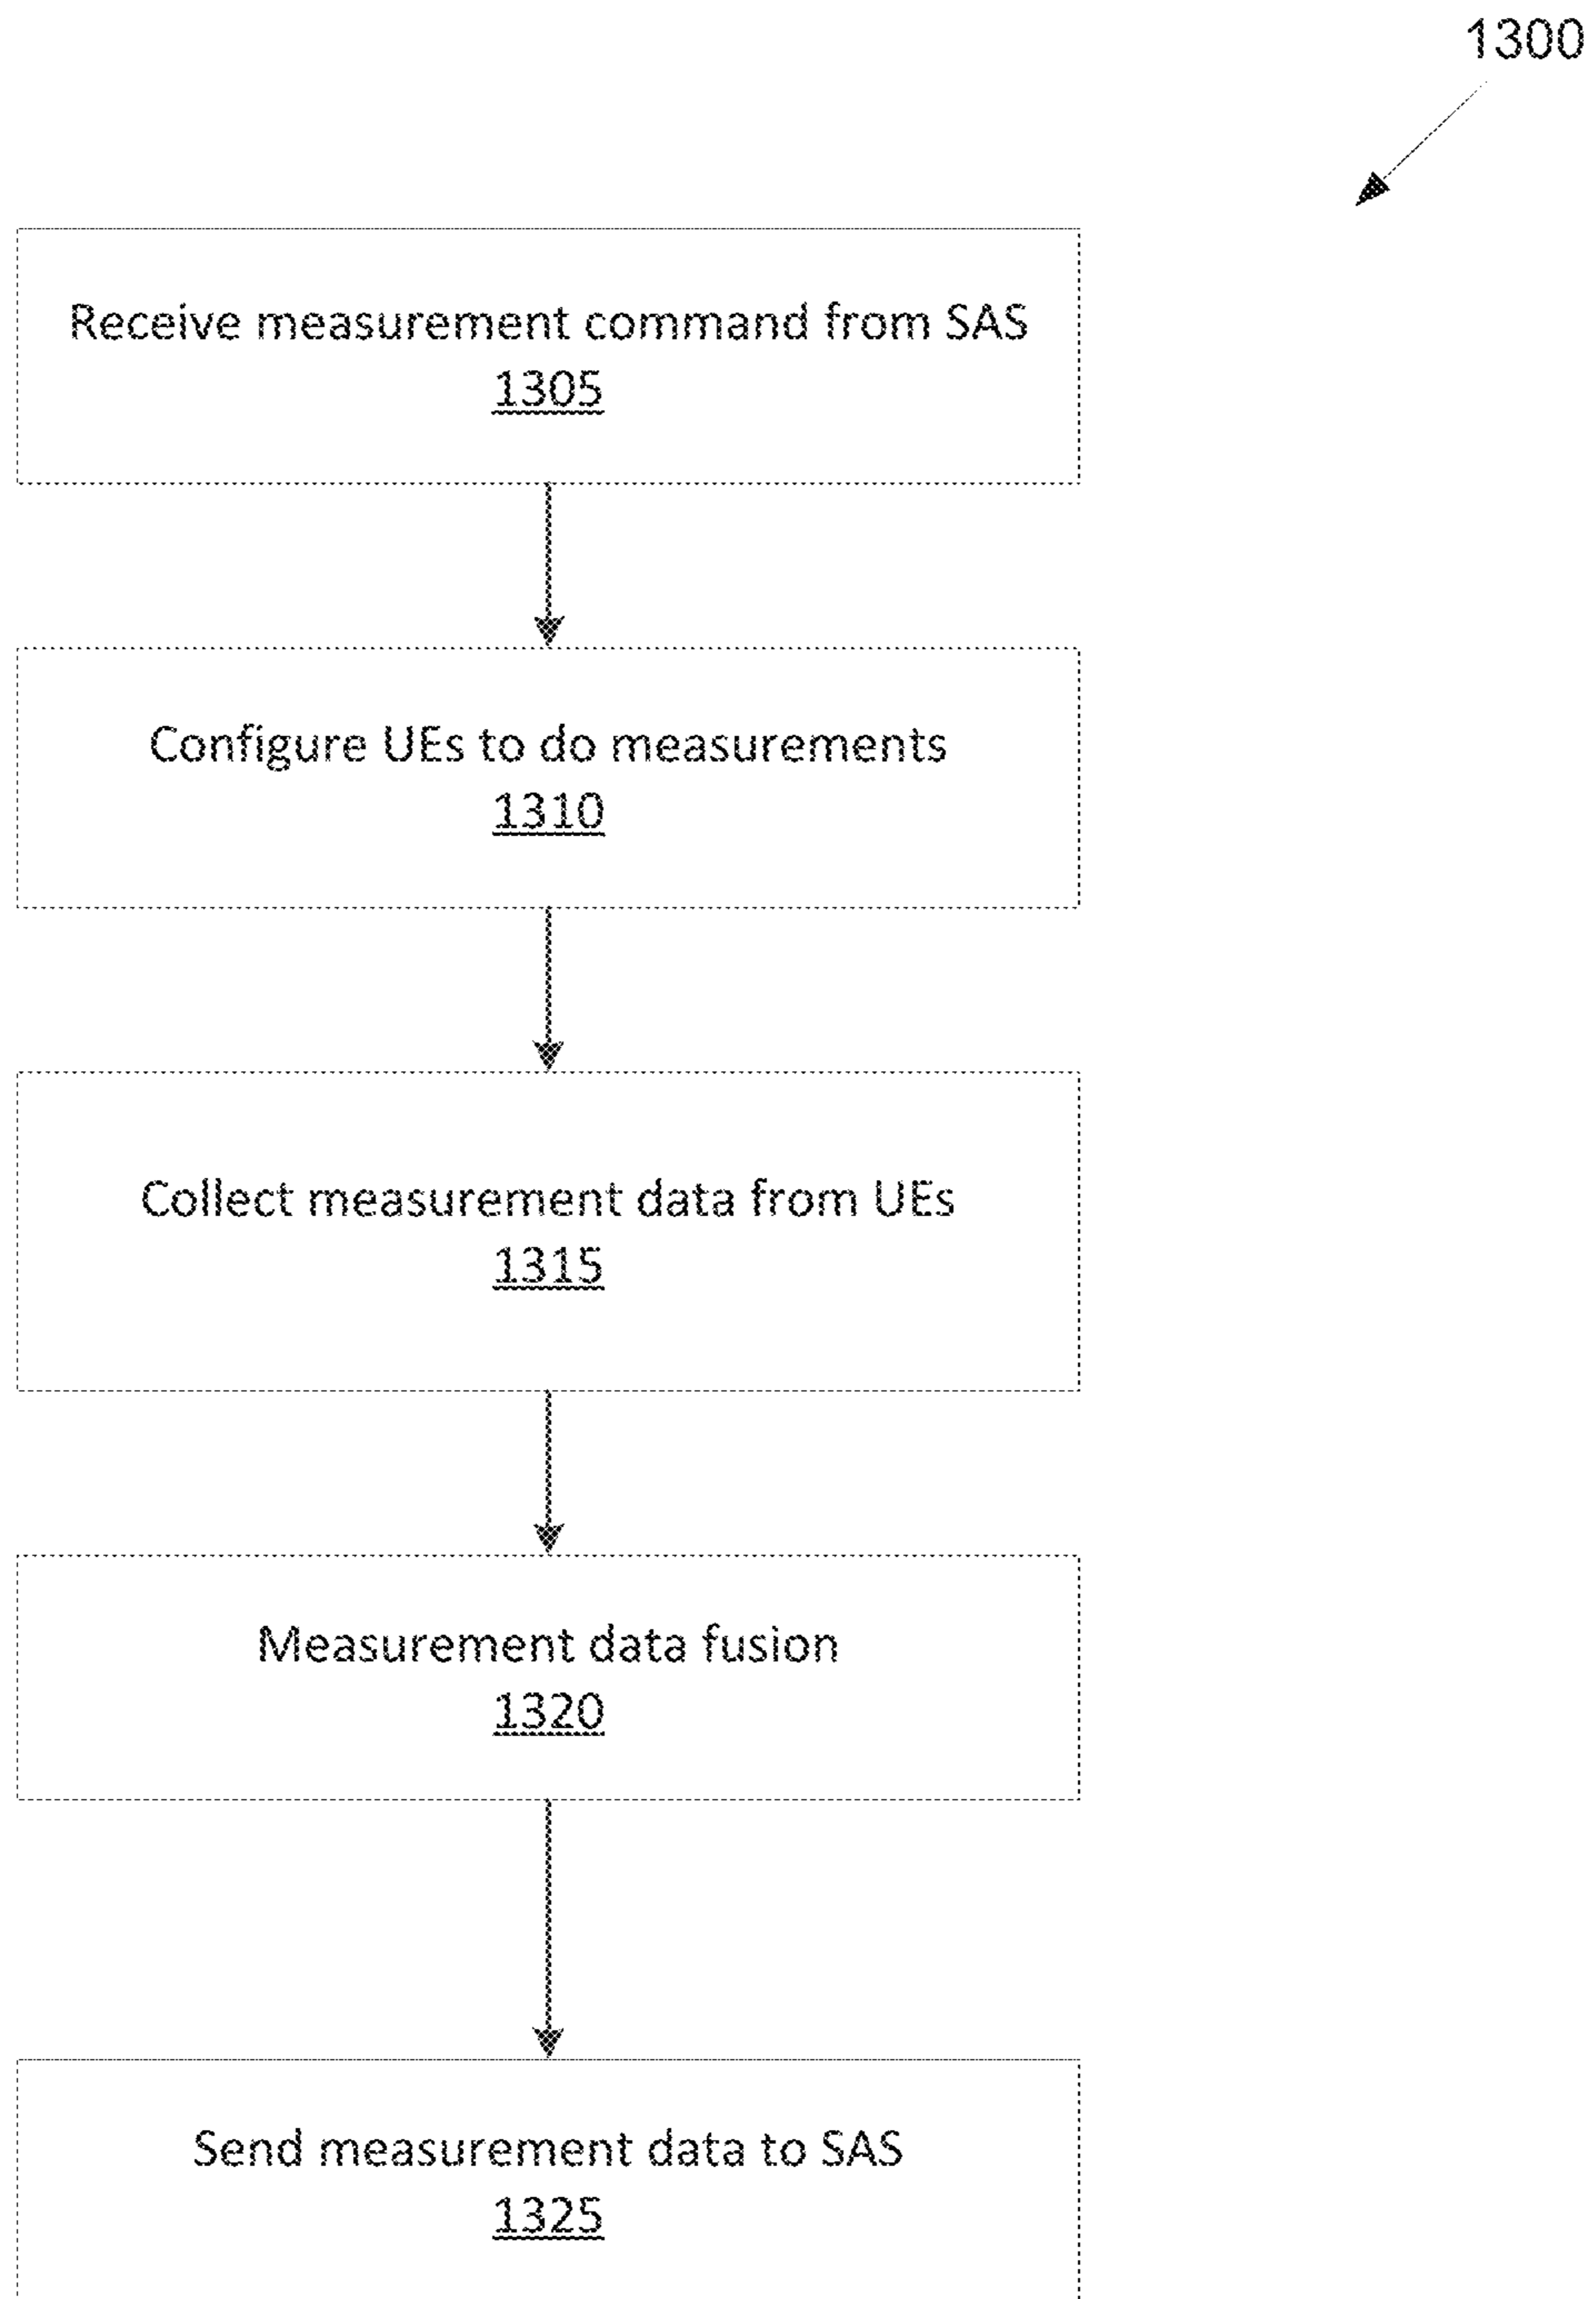 1300
Receive measurement command from SAS
1305
Configure UEs to do measurements
1310
Collect measurement data from UEs
1315
Measurement data fusion
1320
Send measurement data to SAS
1325